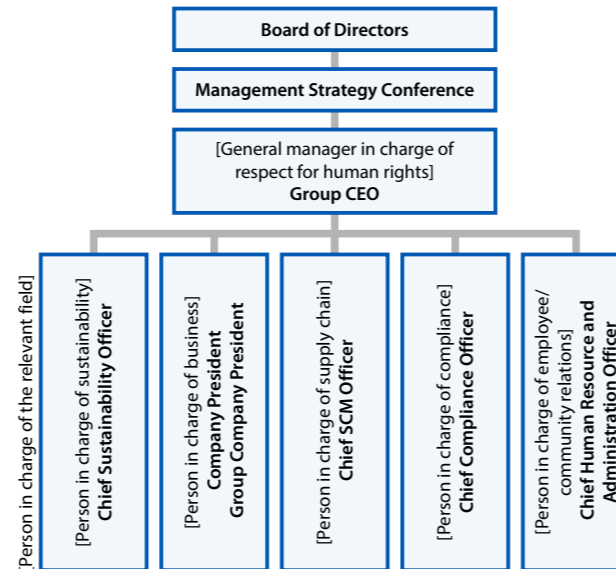 Board of Directors
Management Strategy Conference
[General manager in charge of
respect for human rights]
Group CEO
[Person in charge of the relevant field]
[Person in charge of sustainability]
Chief Sustainability Officer
[Person in charge of business]
Company President
Group Company President
[Person in charge of supply chain]
Chief SCM Officer
[Person in charge of compliance]
Chief Compliance Officer
[Person in charge of employee/
community relations]
Chief Human Resource and
Administration Officer